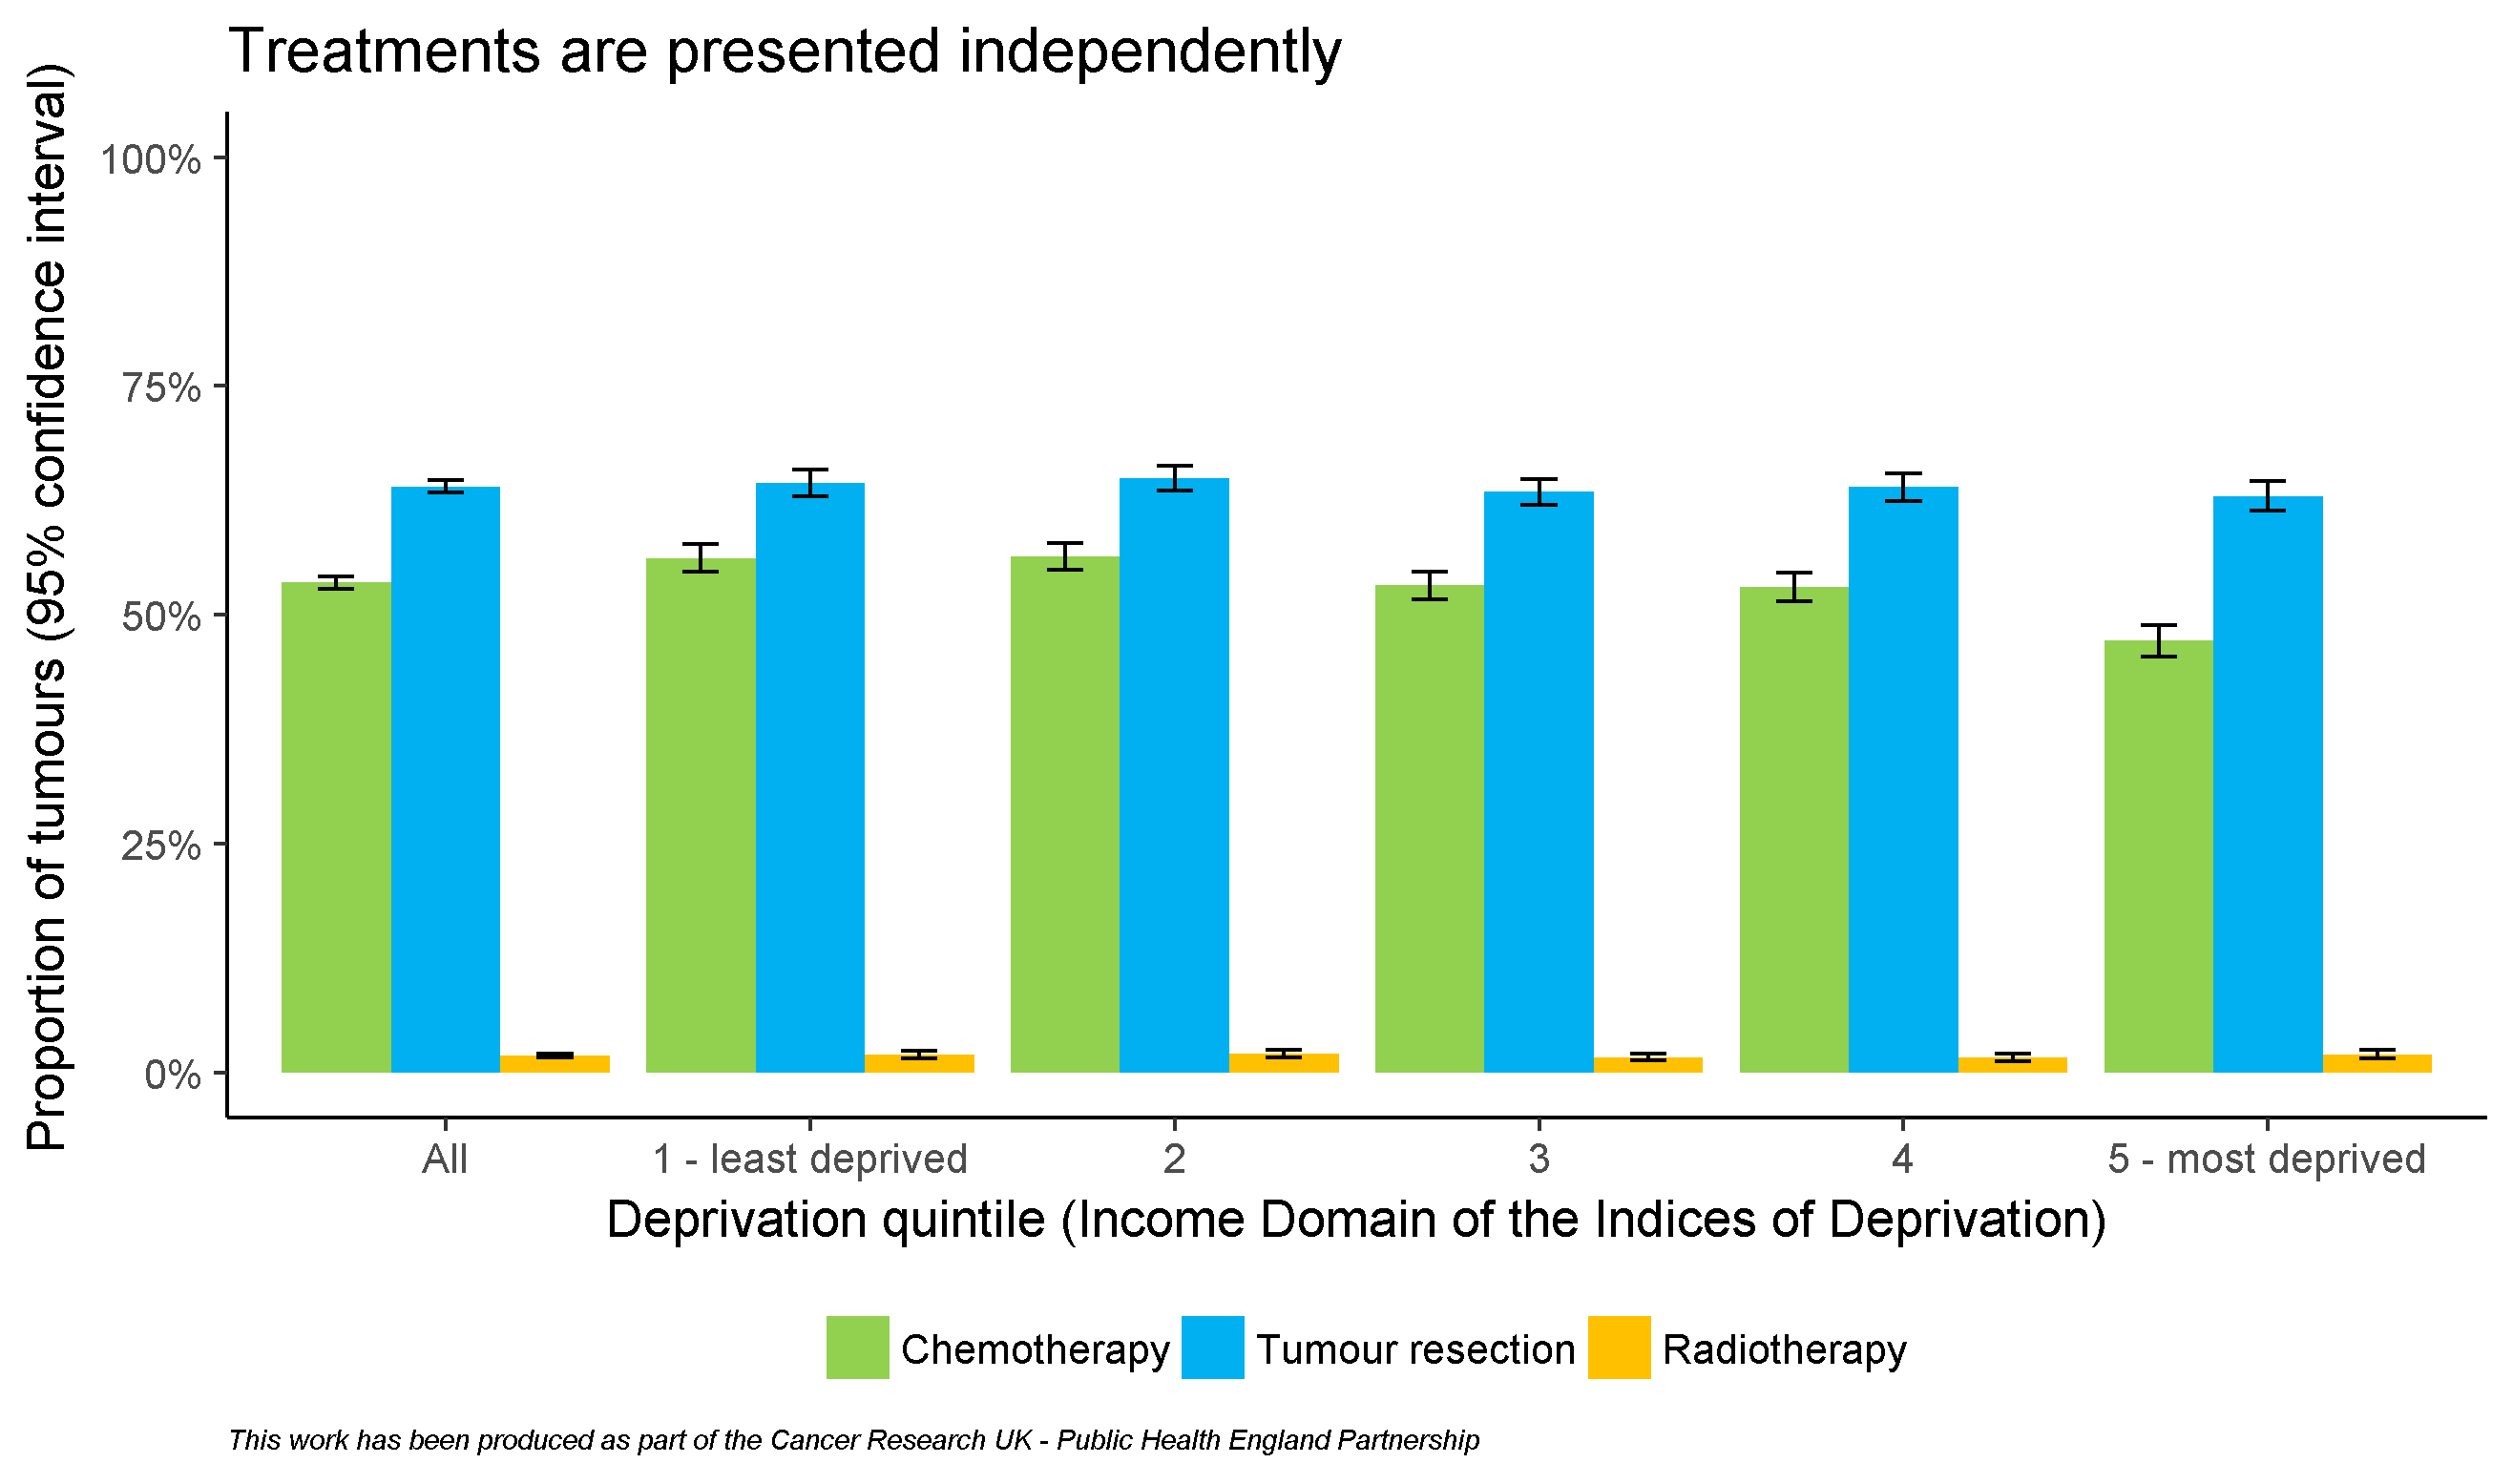 Treatments are presented independently
Proportion of tumours (95% confidence interval)
100%
75%
50%
25%
0%
All
1 - least deprived
2
3
4
5 - most deprived
Deprivation quintile (Income Domain of the Indices of Deprivation)
Chemotherapy
Tumour resection
Radiotherapy
This work has been produced as part of the Cancer Research UK - Public Health England Partnership